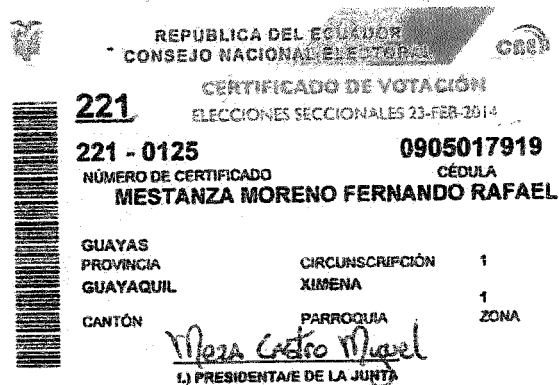 REPÚBLICA DEL ECUADOR
CONSEJO NACIONAL ELECTORAL
CNE
CERTIFICADO DE VOTACIÓN
221
ELECCIONES SECCIONALES 23-FEB-2014
221 - 0125 0905017919
NÚMERO DE CERTIFICADO CÉDULA
MESTANZA MORENO FERNANDO RAFAEL
GUAYAS
PROVINCIA CIRCUNSCRIPCIÓN 1
GUAYAQUIL XIMENA
1
CANTÓN PARROQUIA ZONA
Meza Castro Miguel
f.) PRESIDENTA/E DE LA JUNTA